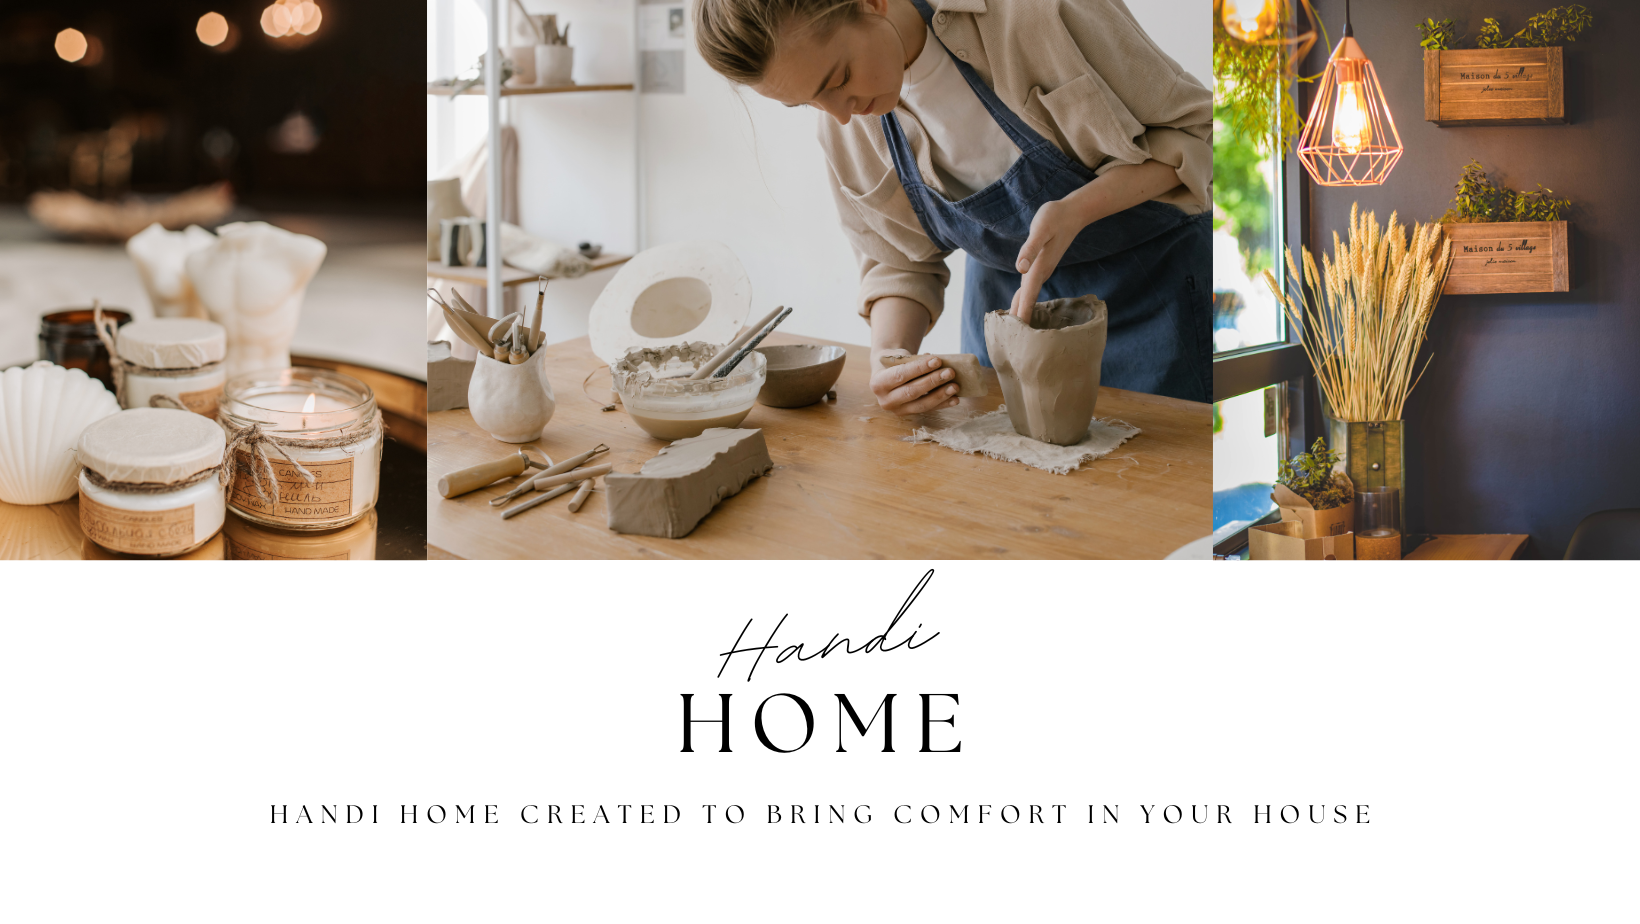 Maison du 5 village
Maison du 5 village
CANDLES
HAND MADE
Handi
HOME
HANDI HOME CREATED TO BRING COMFORT IN YOUR HOUSE